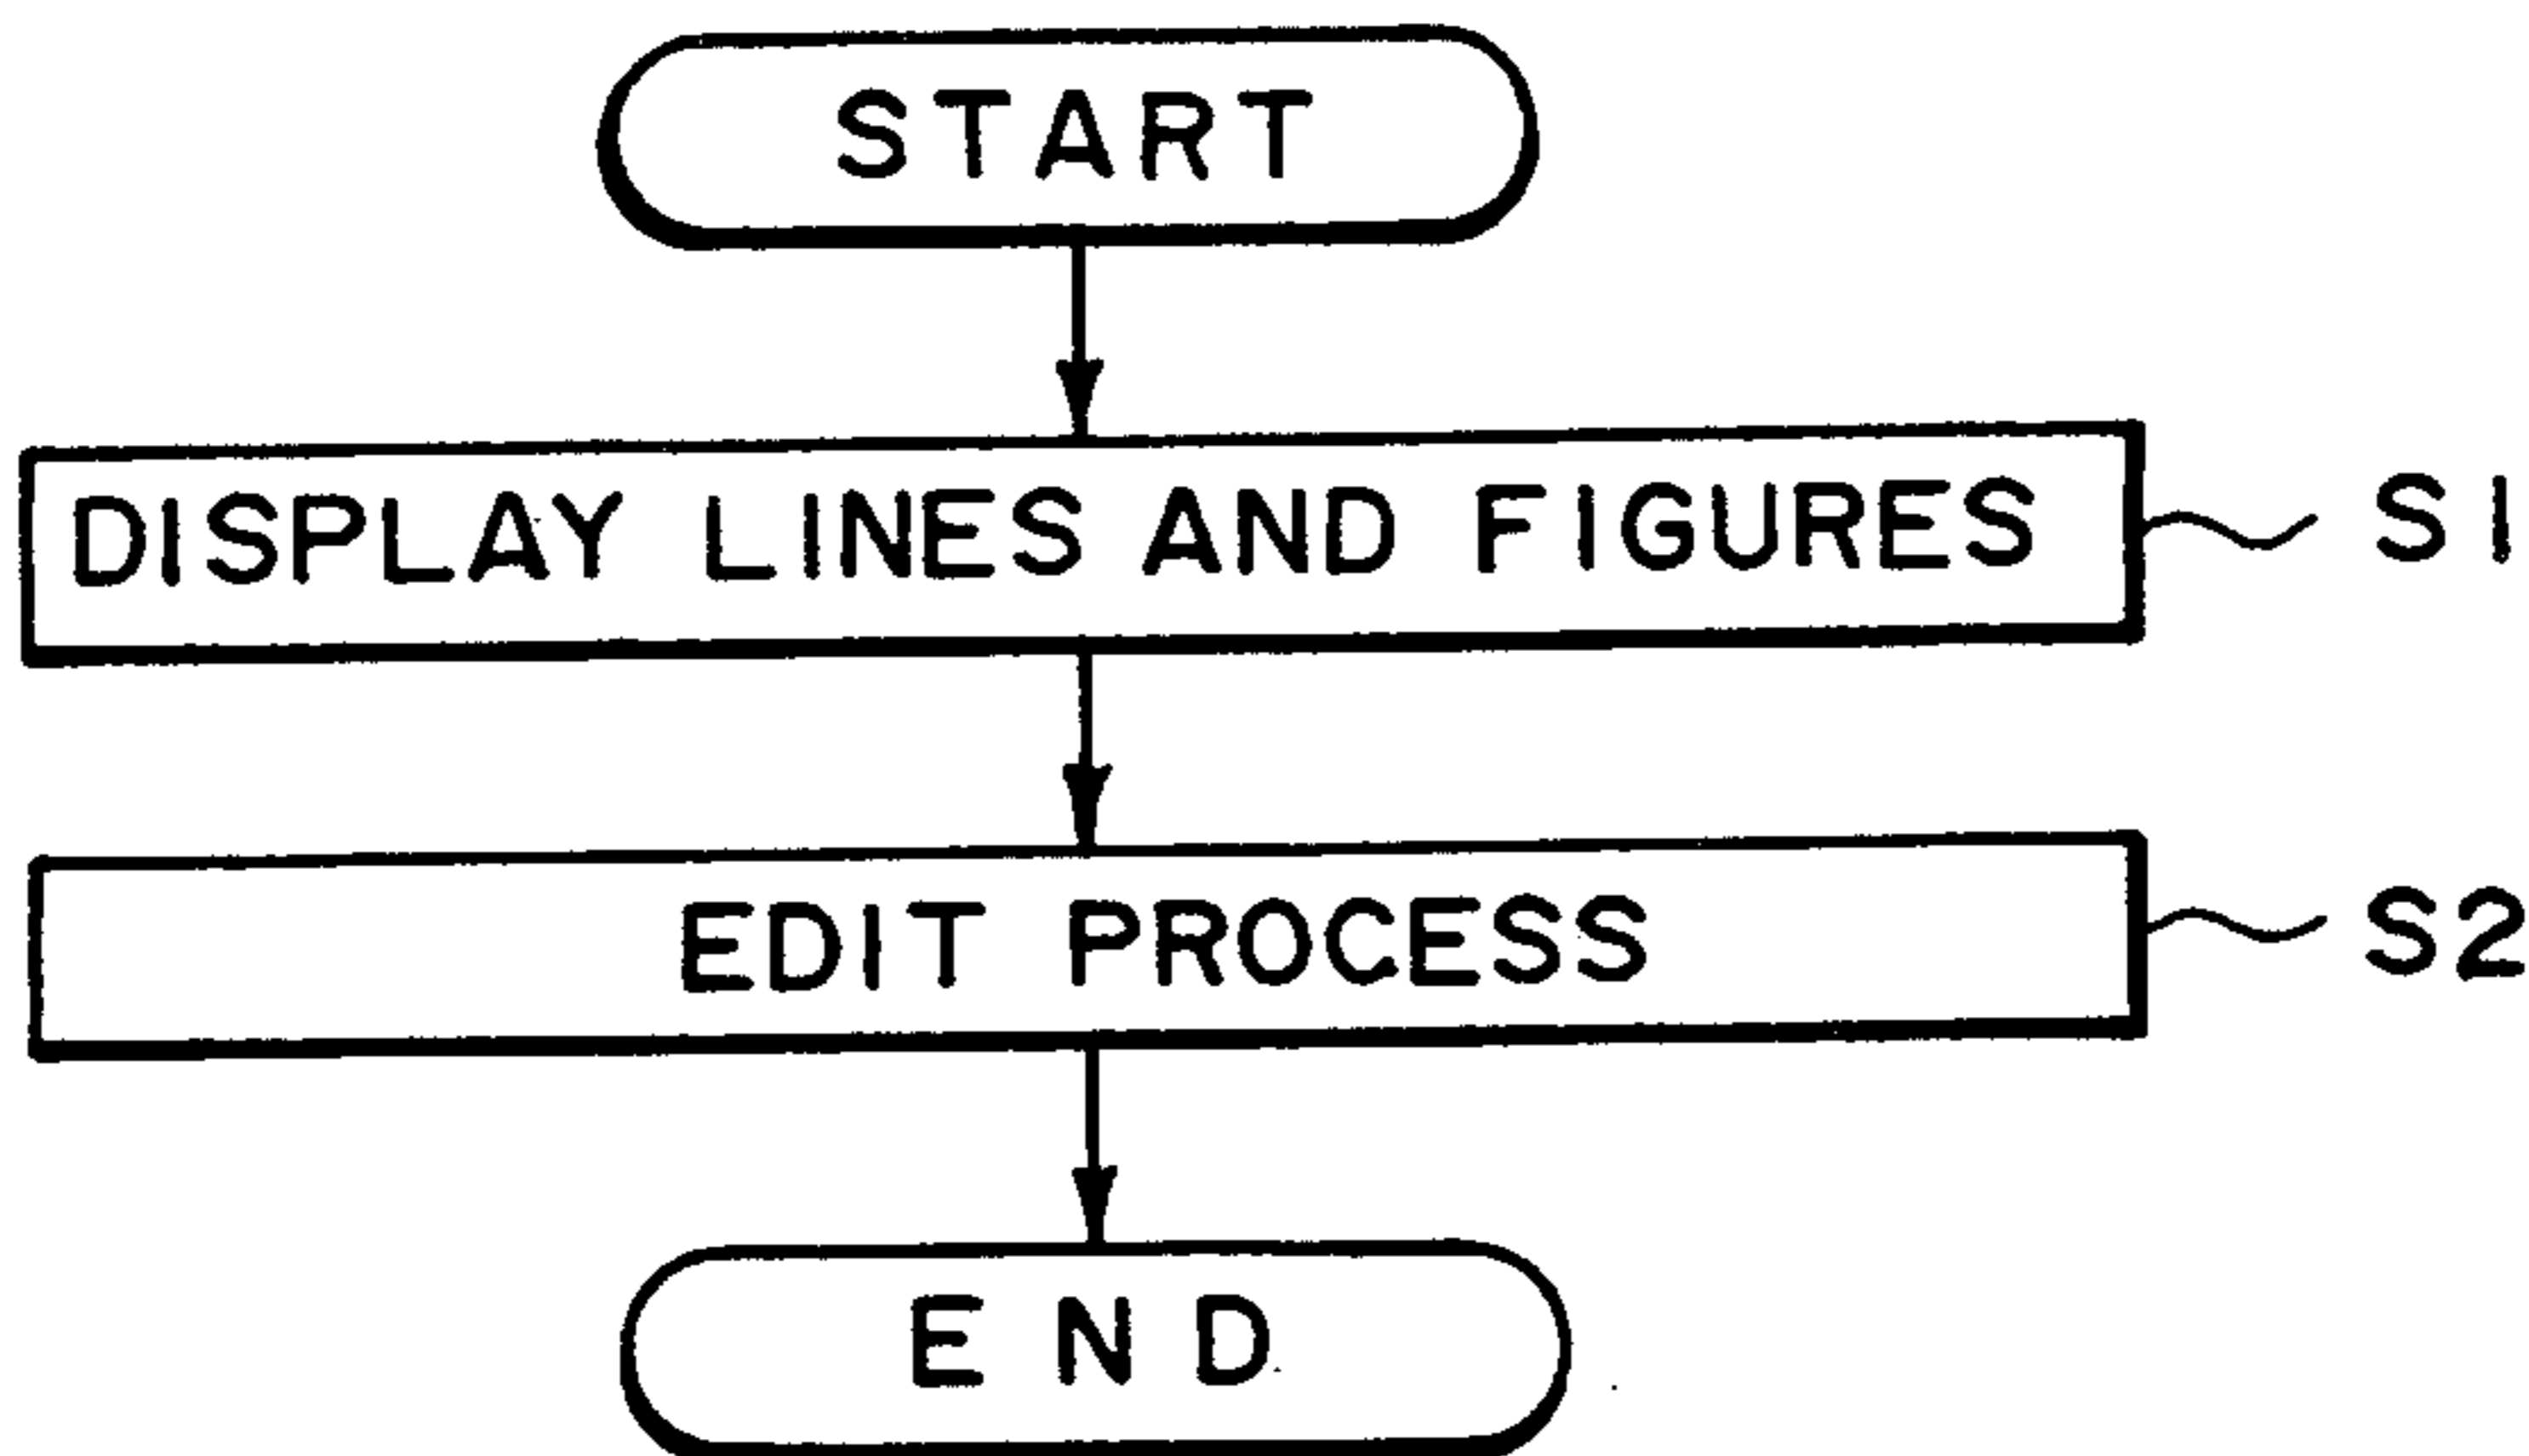 START
DISPLAY LINES AND FIGURES
S1
EDIT PROCESS
S2
END